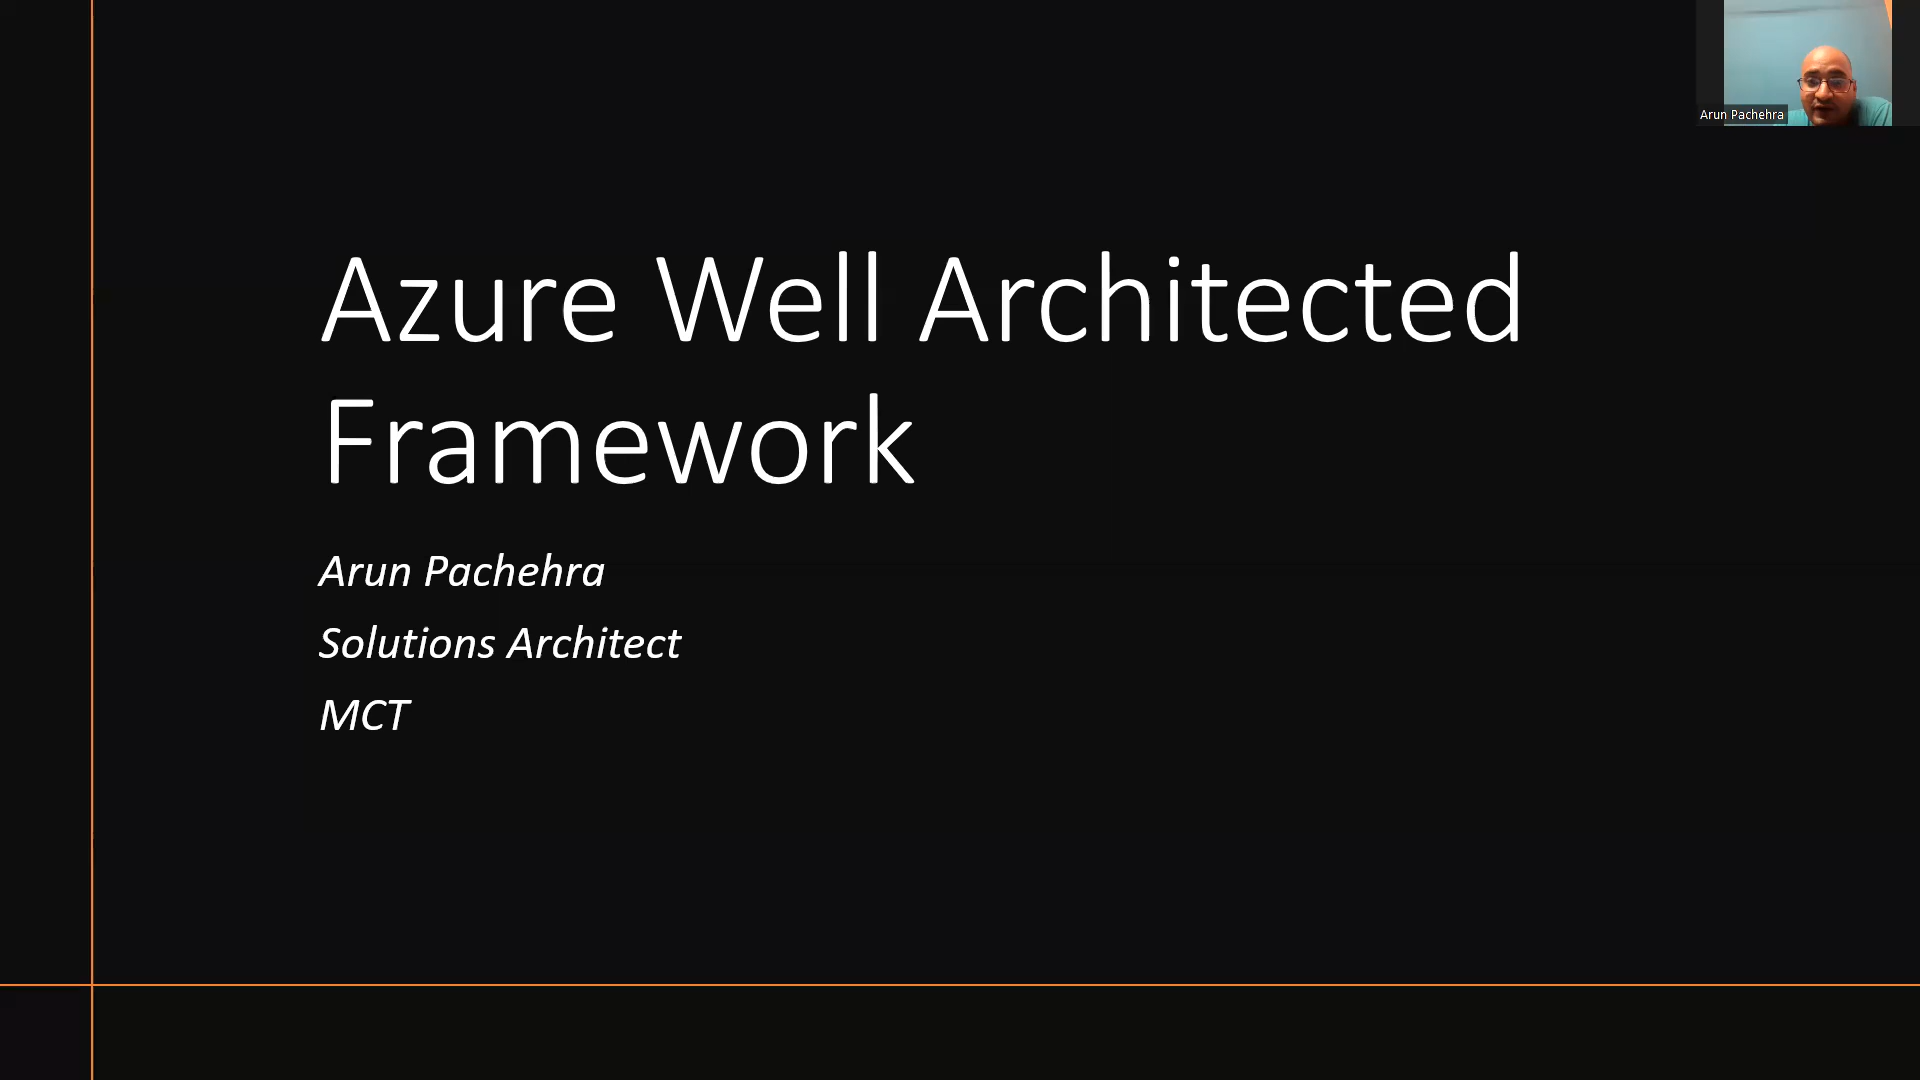 Arun Pachehra
Azure Well Architected
Framework
Arun Pachehra
Solutions Architect
MCT